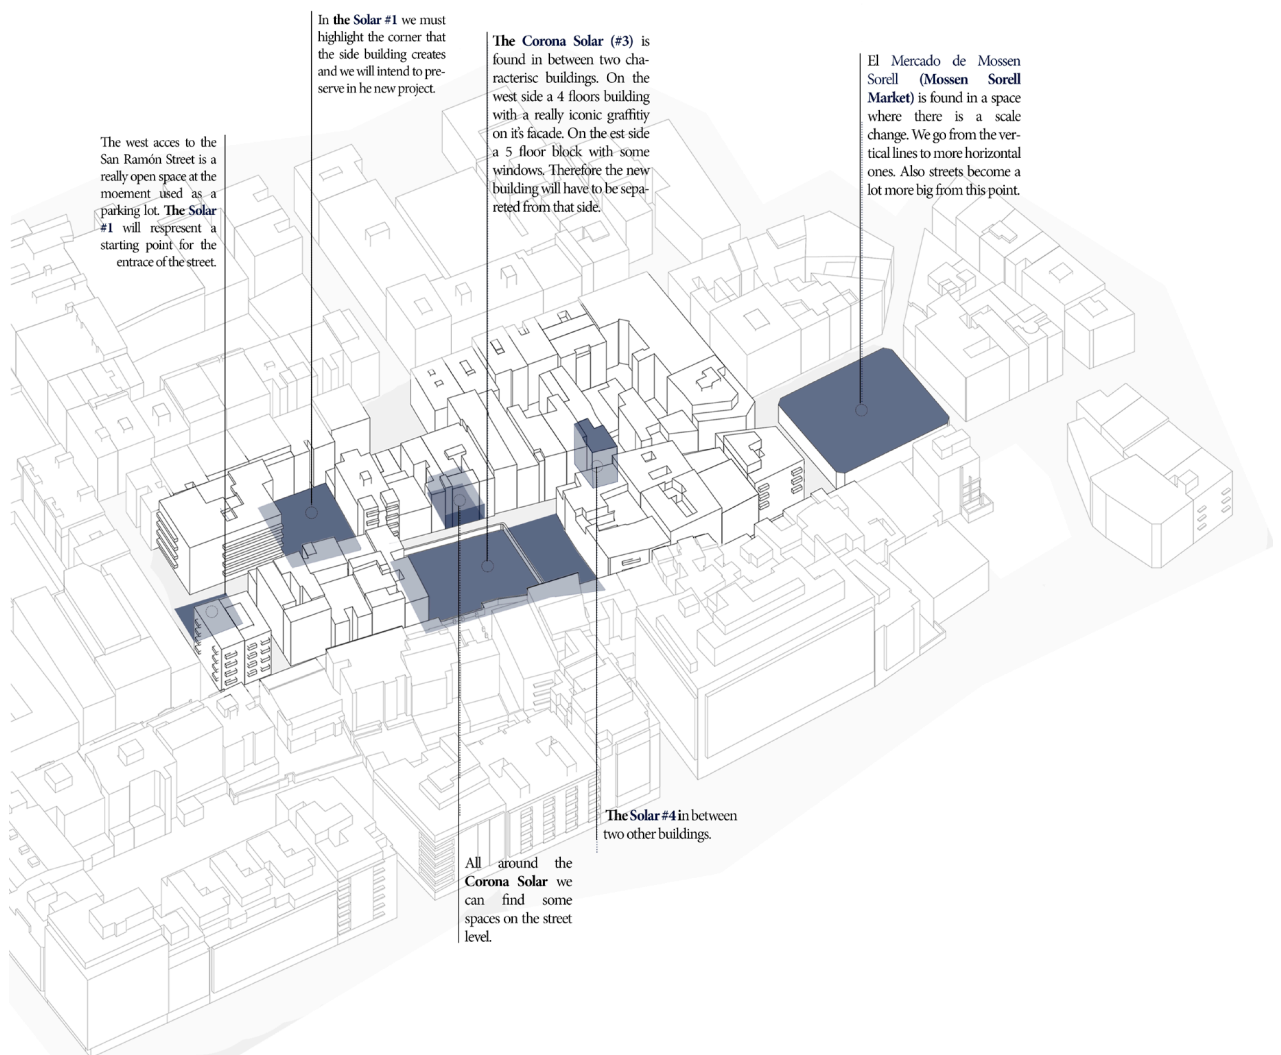 In the Solar #1 we must
highlight the corner that
the side building creates
and we will intend to pre-
serve in he new project.
The Corona Solar (#3) is
found in between two cha-
racterisc buildings. On the
west side a 4 floors building
with a really iconic graffitiy
on it's facade. On the est side
a 5 floor block with some
windows. Therefore the new
building will have to be sepa-
reted from that side.
El Mercado de Mossen
Sorell (Mossen Sorell
Market) is found in a space
where there is a scale
change. We go from the ver-
tical lines to more horizontal
ones. Also streets become a
lot more big from this point.
The west acces to the
San Ramón Street is a
really open space at the
moement used as a
parking lot. The Solar
#1 will respresent a
starting point for the
entrace of the street.
The Solar #4 in between
two other buildings.
All around the
Corona Solar we
can find some
spaces on the street
level.